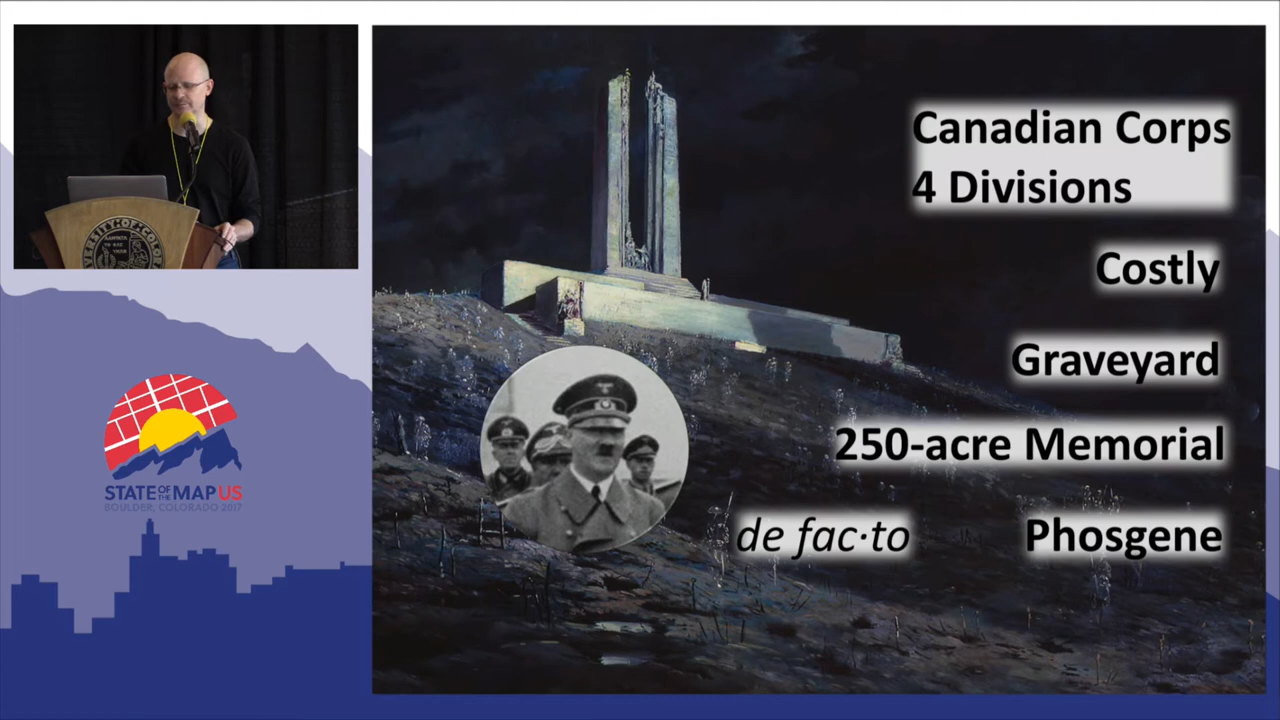 Canadian Corps
4 Divisions
Costly
Graveyard
250-acre Memorial
de fac·to
Phosgene
STATE OF THE MAP US
BOULDER, COLORADO 2017